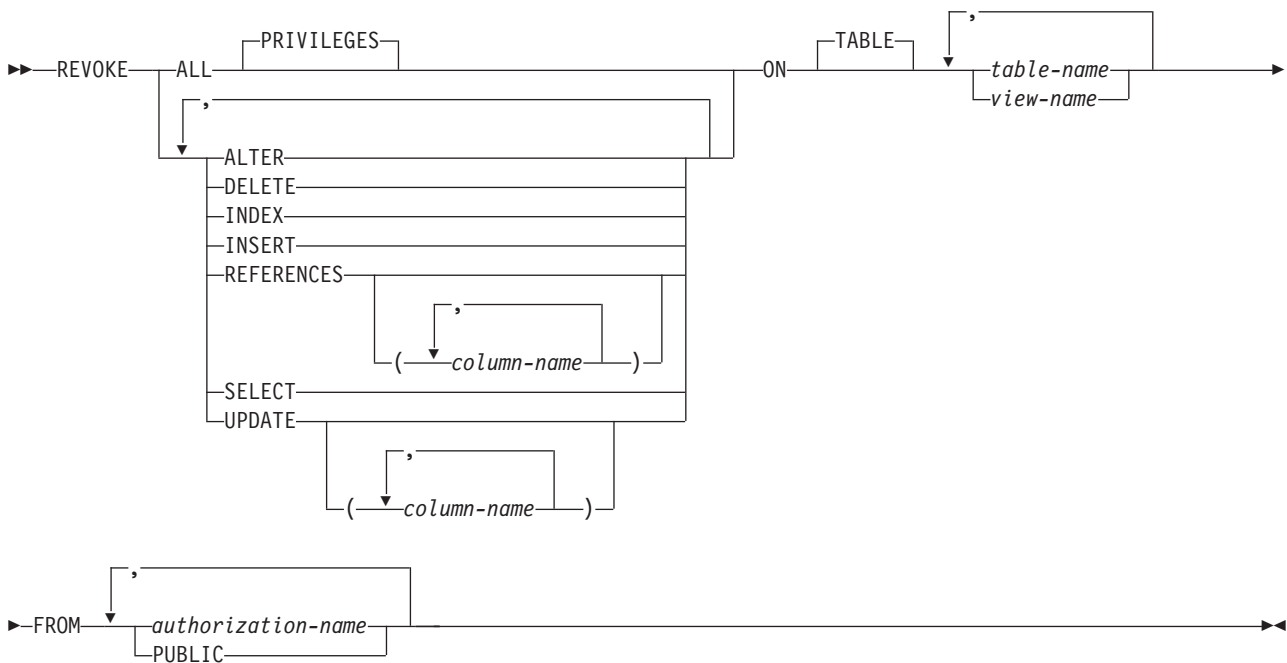 PRIVILEGES TABLE ,
REVOKE ALL ON table-name
, view-name
ALTER
DELETE
INDEX
INSERT
REFERENCES
,
( column-name )
SELECT
UPDATE
,
( column-name )
,
FROM authorization-name
PUBLIC